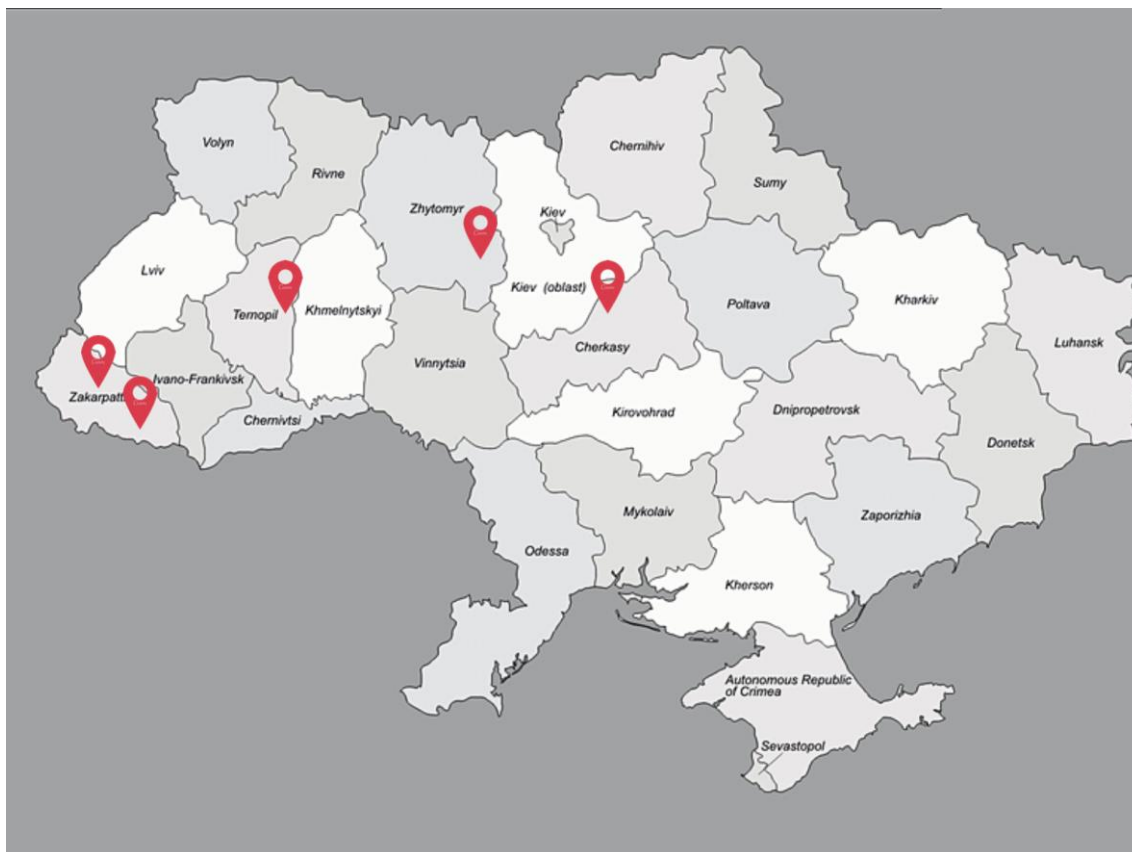 Volyn
Rivne
Zhytomyr
Kiev
Chernihiv
Sumy
Lviv
Ternopil
Khmelnytskyi
Kiev (oblast)
Poltava
Kharkiv
Luhansk
Vinnytsia
Cherkasy
Ivano-Frankivsk
Zakarpatt
Chernivtsi
Kirovohrad
Dnipropetrovsk
Donetsk
Mykolaiv
Zaporizhia
Odessa
Kherson
Autonomous Republic
of Crimea
Sevastopol